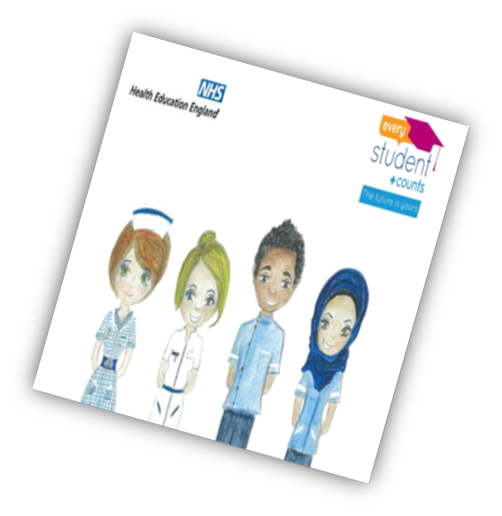 NHS
Health Education England
every
student
+counts
The future is yours